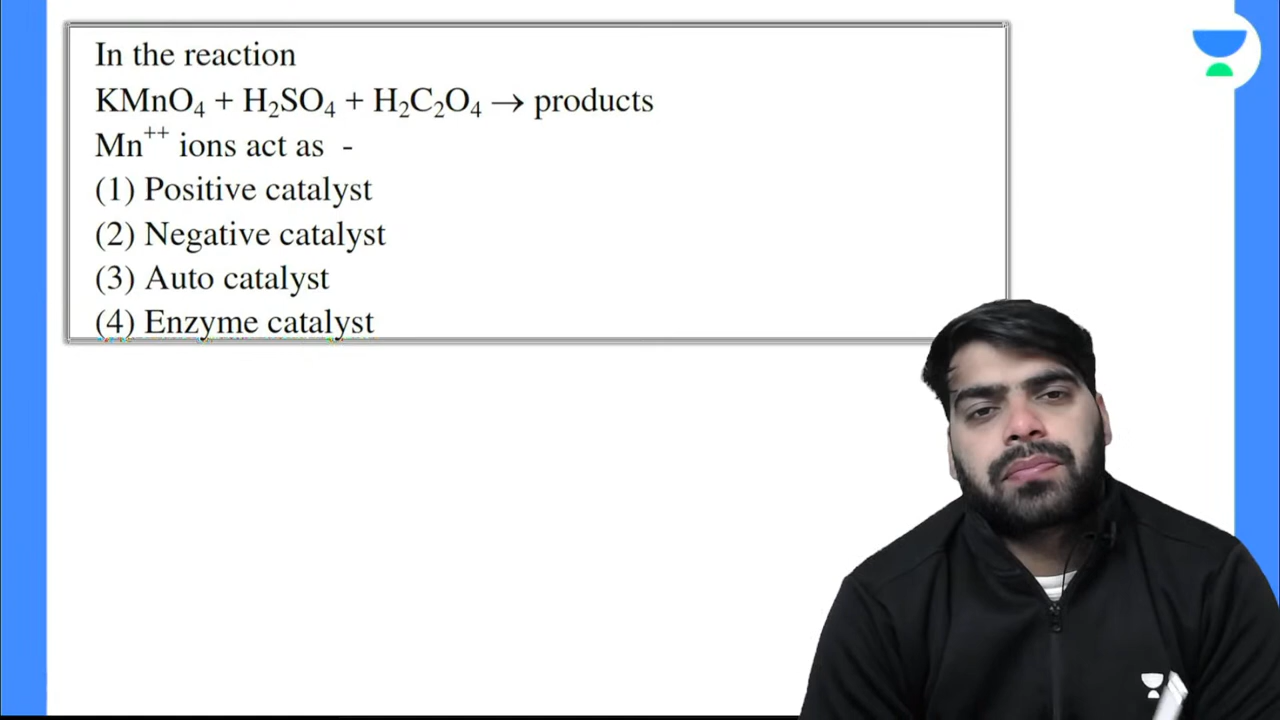 In the reaction
KMnO₄ + H₂SO₄ + H₂C₂O₄ → products
Mn⁺⁺ ions act as -
(1) Positive catalyst
(2) Negative catalyst
(3) Auto catalyst
(4) Enzyme catalyst